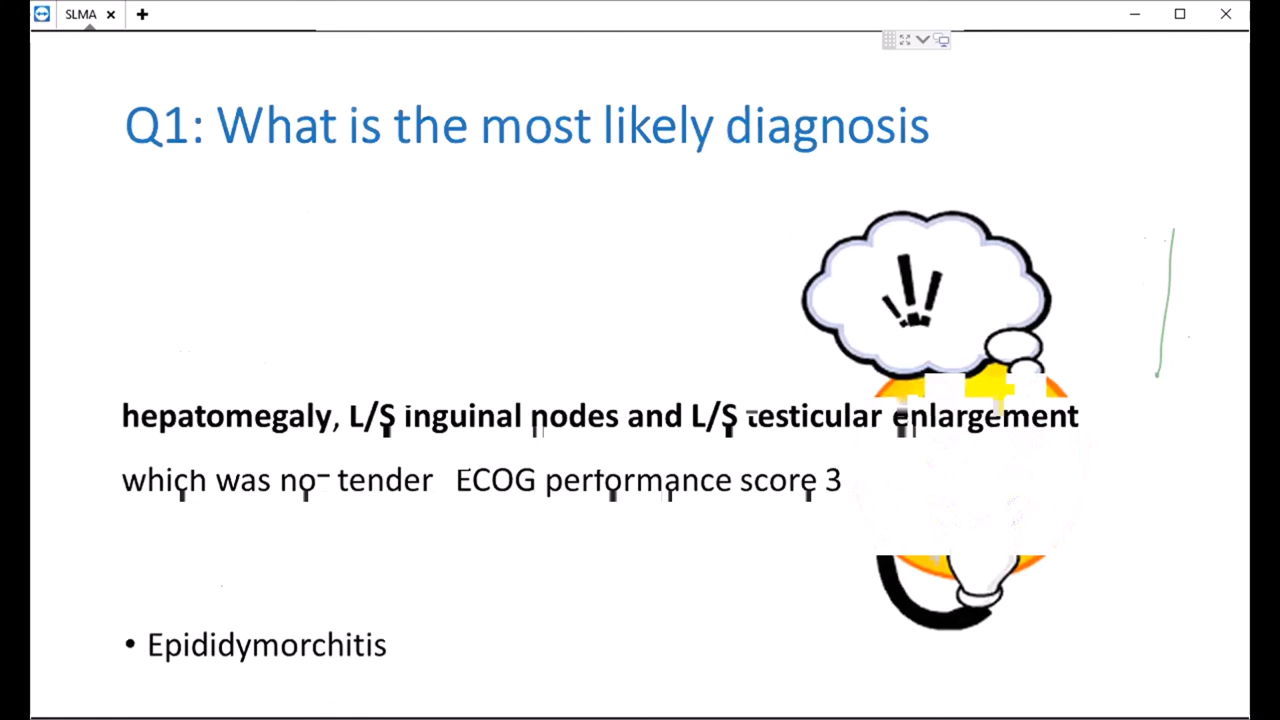 SLMA
Q1: What is the most likely diagnosis
hepatomegaly, L/S inguinal nodes and L/S testicular enlargement
which was not tender ECOG performance score 3
• Epididymorchitis